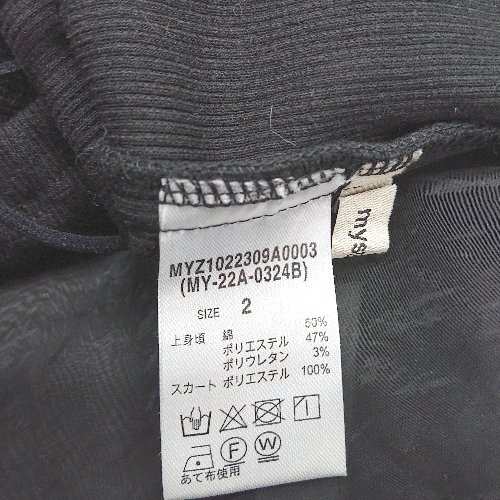 MYZ1022309A0003
(MY-22A-0324B)
SIZE 2
上身頃 綿 50%
ポリエステル 47%
ポリウレタン 3%
スカート ポリエステル 100%
F W
あて布使用
mys